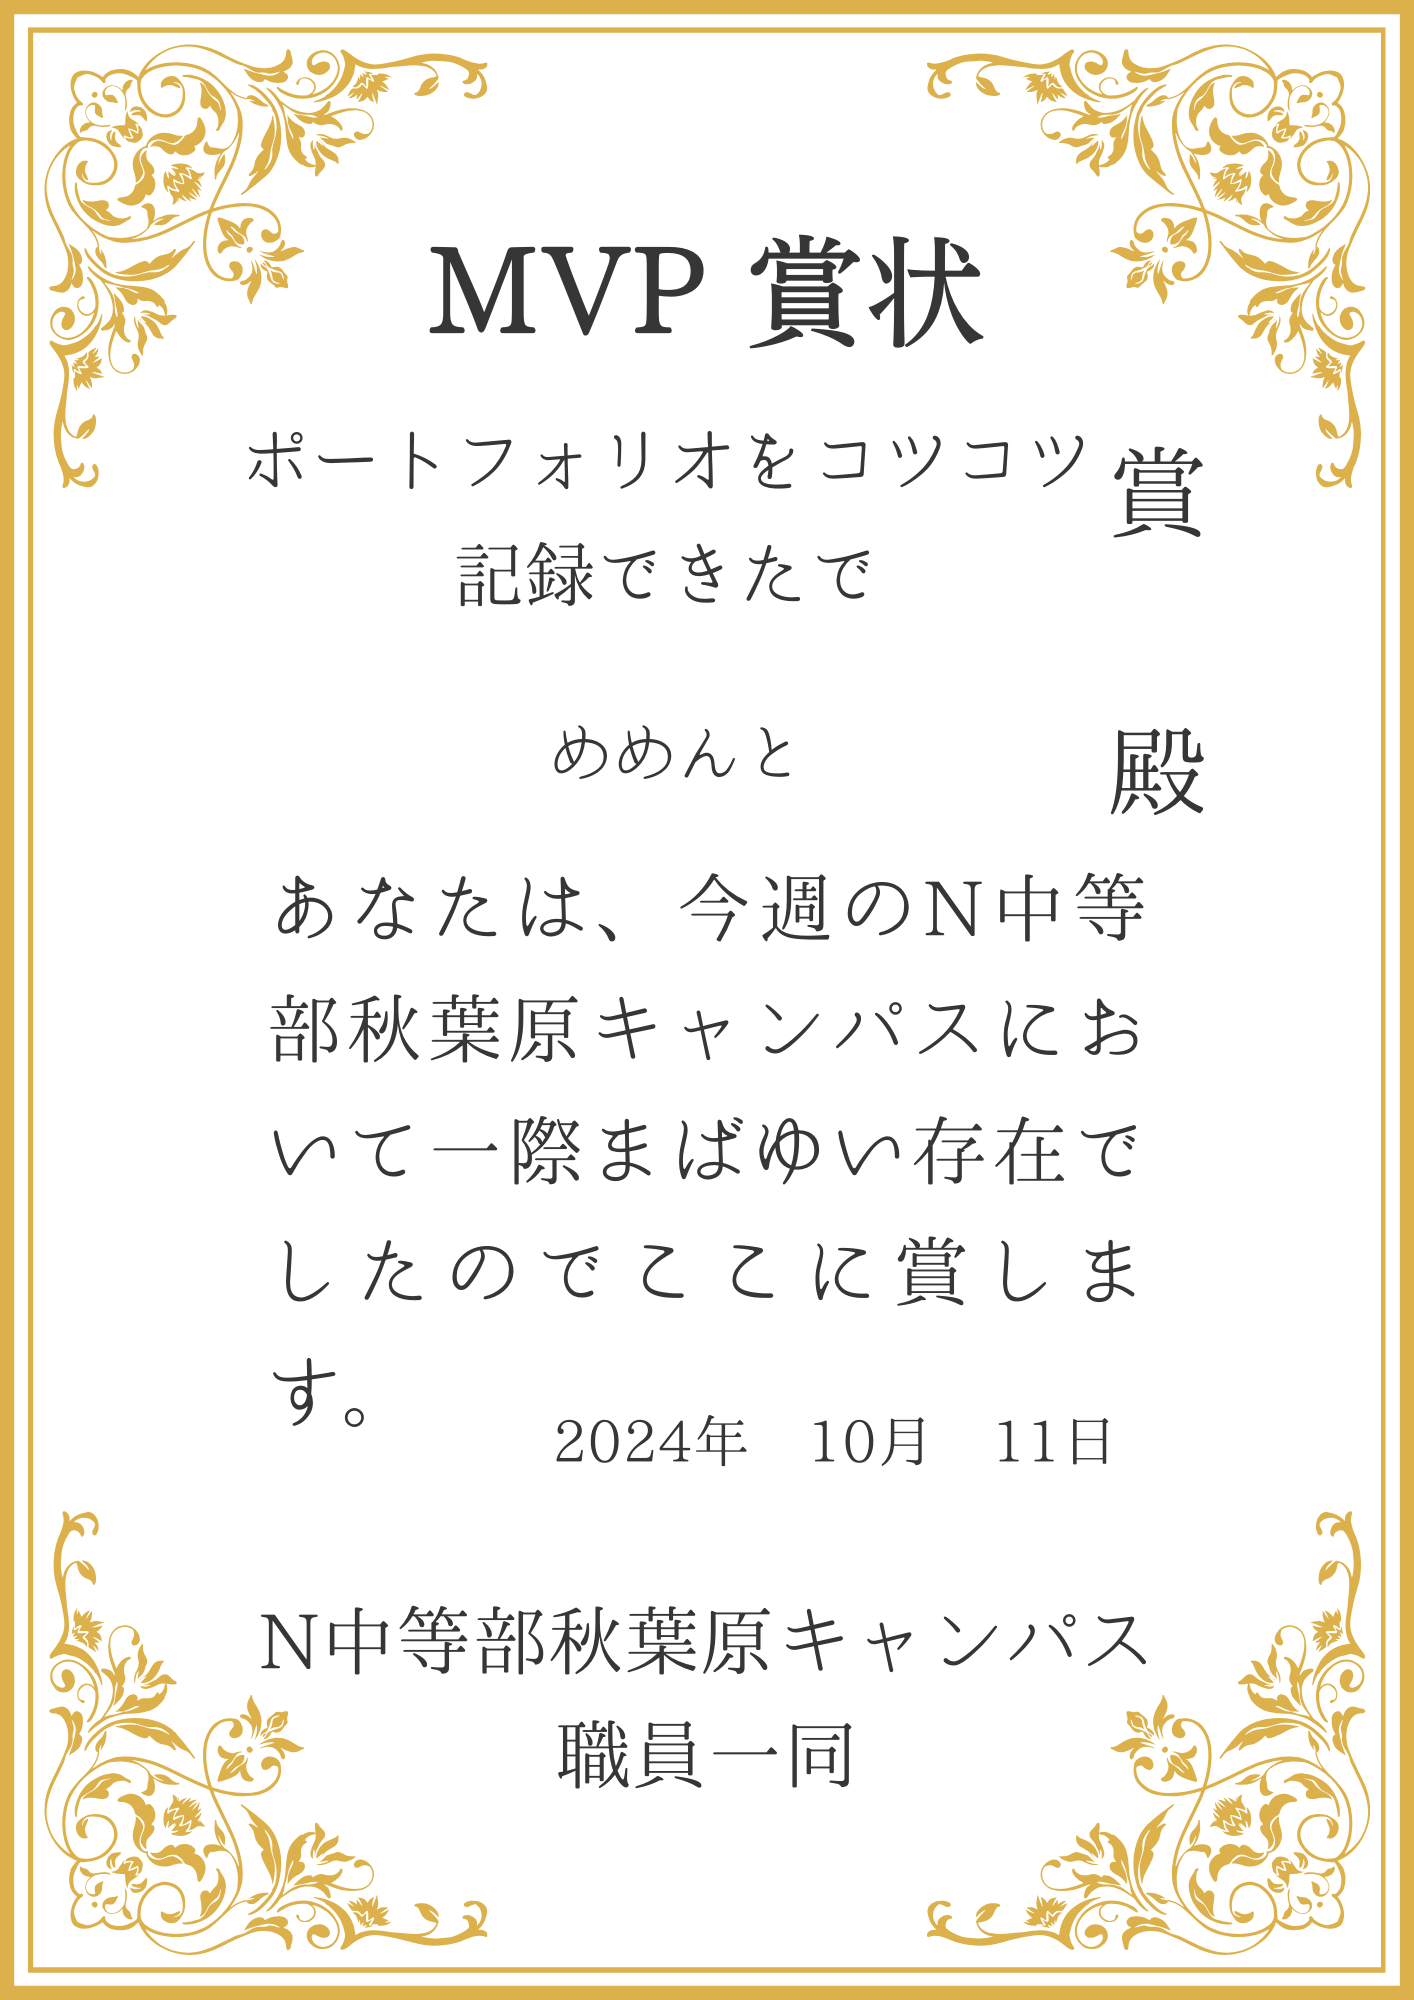 MVP 賞状
ポートフォリオをコツコツ
記録できたで
賞
めめんと 殿
あなたは、今週のN中等
部秋葉原キャンパスにお
いて一際まばゆい存在で
したのでここに賞しま
す。
2024年　10月　11日
N中等部秋葉原キャンパス
職員一同